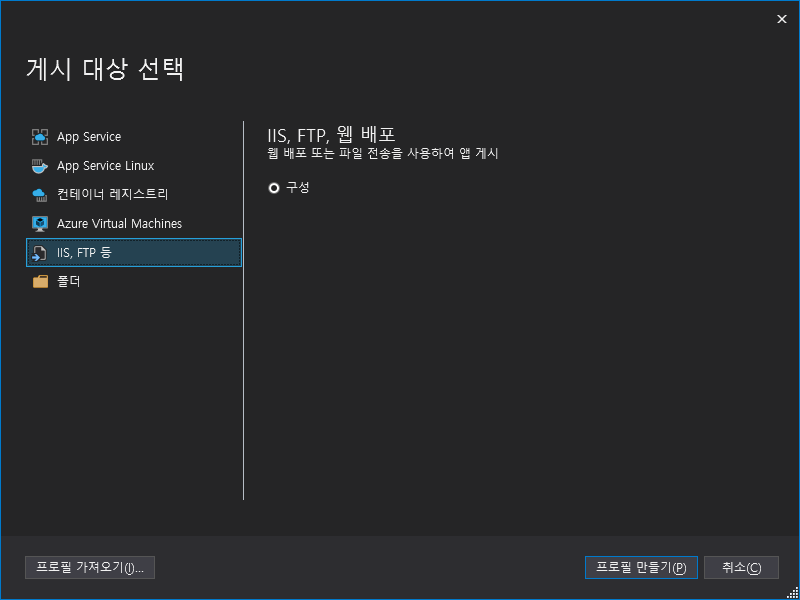 게시 대상 선택
App Service
App Service Linux
컨테이너 레지스트리
Azure Virtual Machines
IIS, FTP 등
폴더
IIS, FTP, 웹 배포
웹 배포 또는 파일 전송을 사용하여 앱 게시
구성
프로필 가져오기(I)...
프로필 만들기(P)
취소(C)